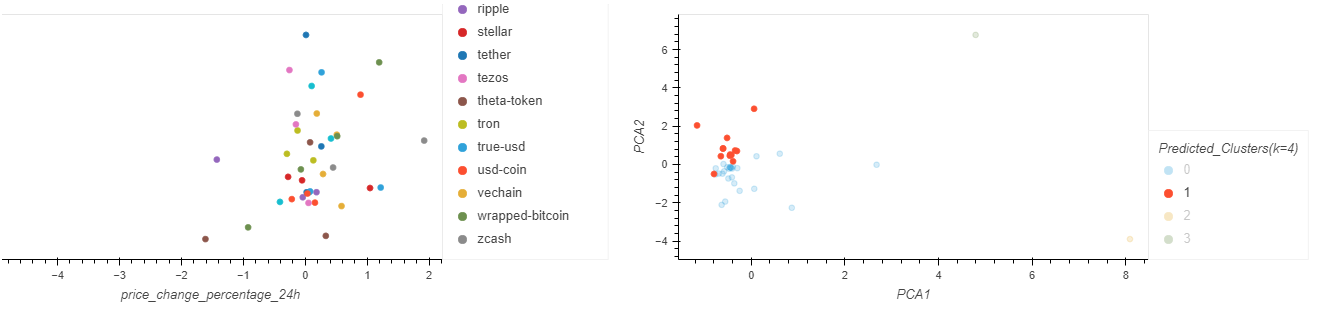 ripple
stellar
tether
tezos
theta-token
tron
true-usd
usd-coin
vechain
wrapped-bitcoin
zcash
−4 −3 −2 −1 0 1 2
price_change_percentage_24h
6
4
2
0
−2
−4
PCA2
0 2 4 6 8
PCA1
Predicted_Clusters(k=4)
0
1
2
3